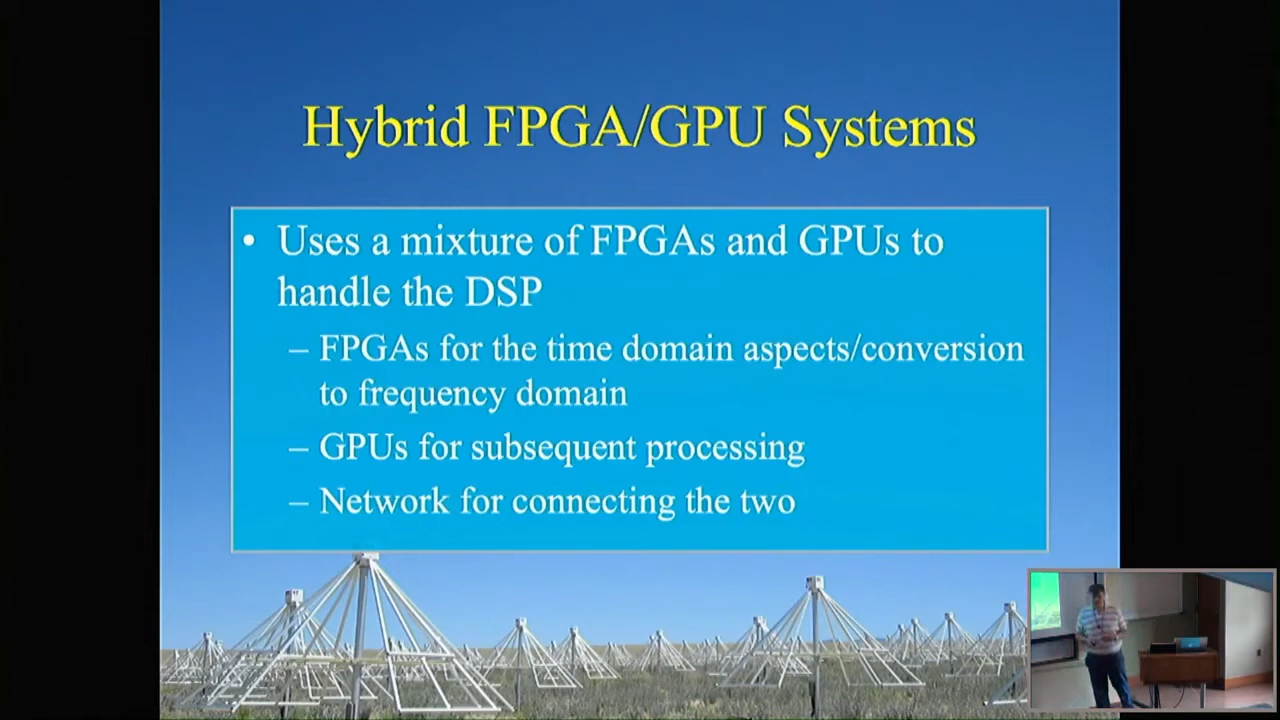 Hybrid FPGA/GPU Systems
• Uses a mixture of FPGAs and GPUs to
handle the DSP
– FPGAs for the time domain aspects/conversion
to frequency domain
– GPUs for subsequent processing
– Network for connecting the two